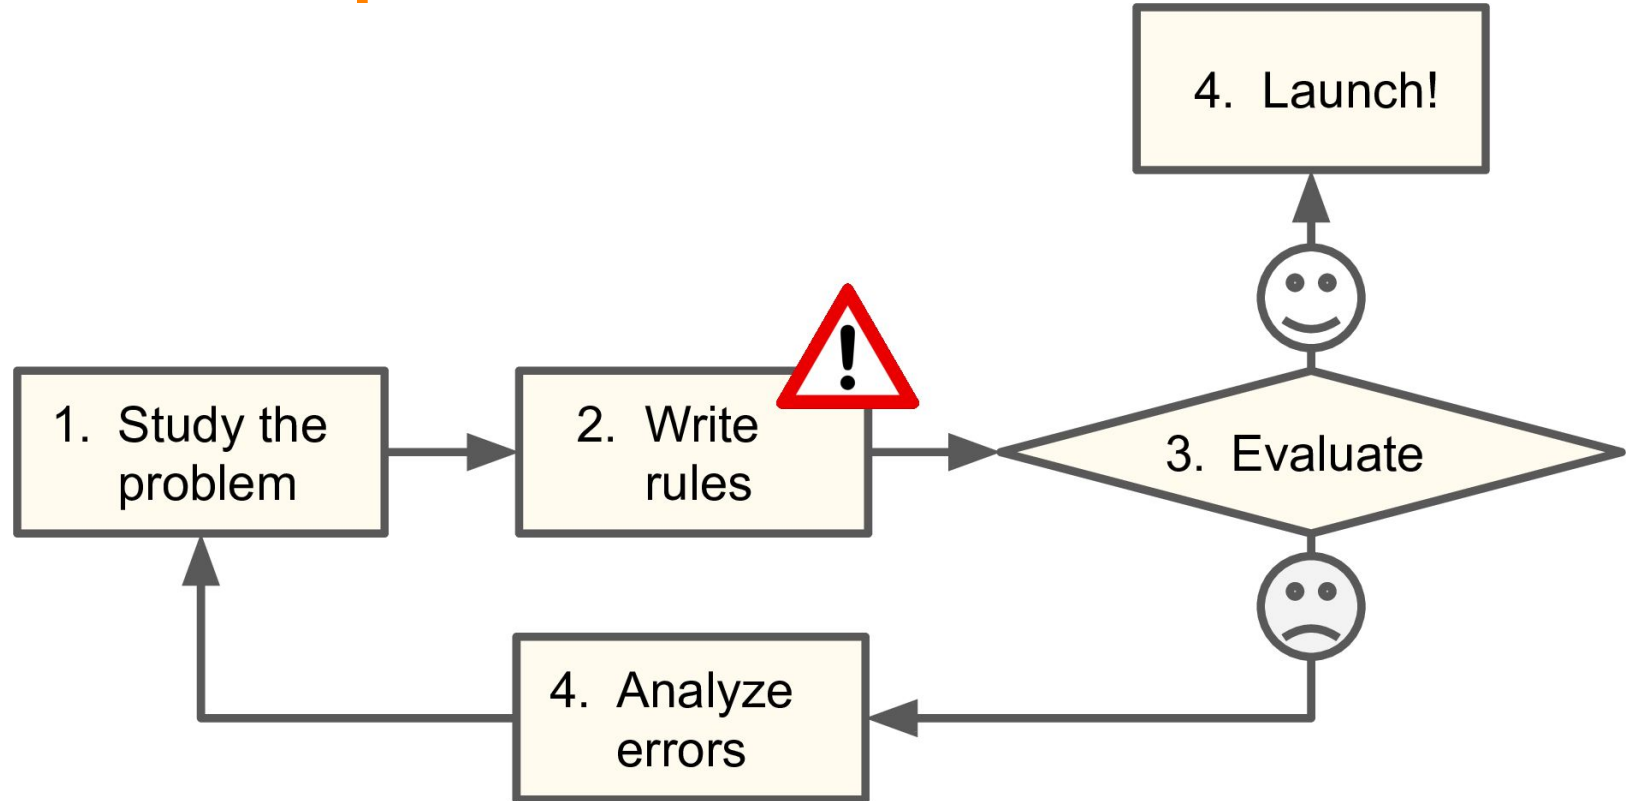 4. Launch!
1. Study the
problem
2. Write
rules
3. Evaluate
4. Analyze
errors